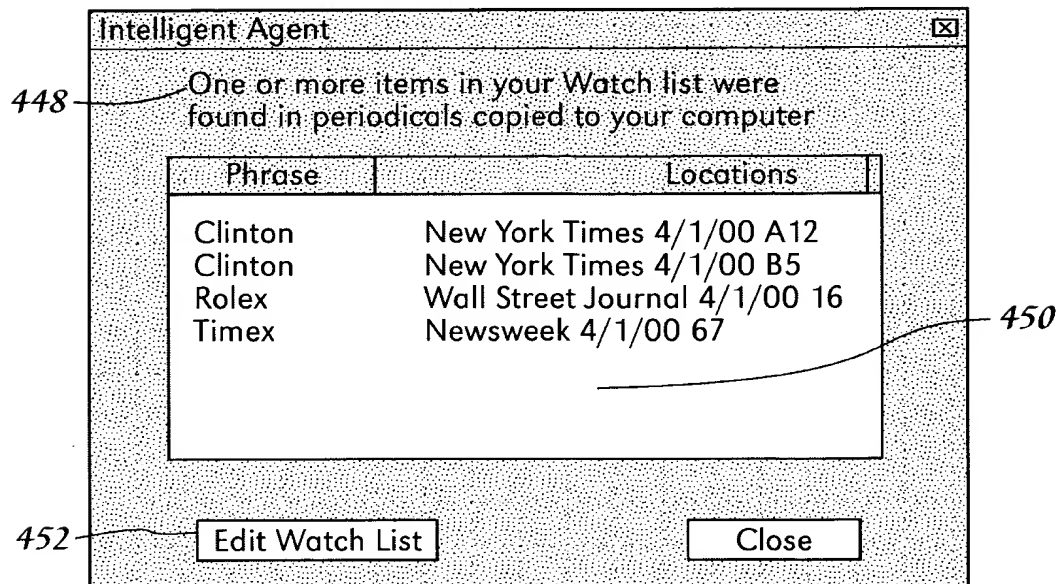 Intelligent Agent
448 One or more items in your Watch list were
found in periodicals copied to your computer
Phrase Locations
Clinton New York Times 4/1/00 A12
Clinton New York Times 4/1/00 B5
Rolex Wall Street Journal 4/1/00 16
Timex Newsweek 4/1/00 67
450
452 Edit Watch List Close